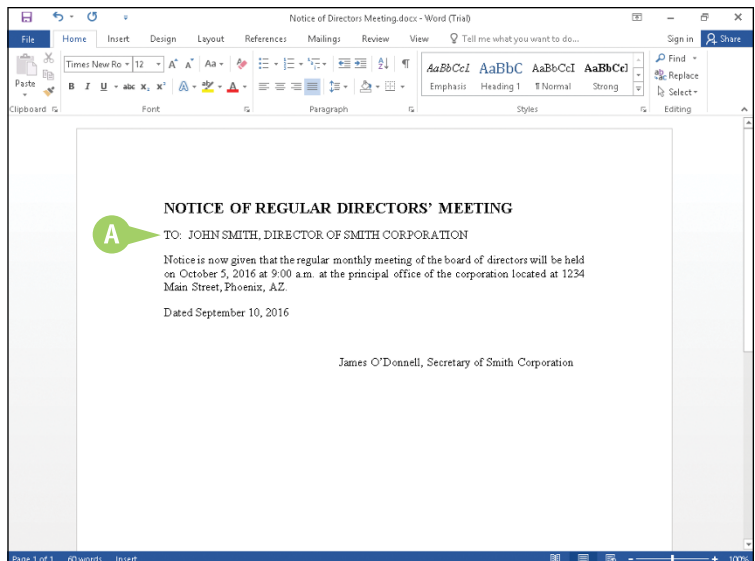 Notice of Directors Meeting.docx - Word (Trial)
File Home Insert Design Layout References Mailings Review View Tell me what you want to do... Sign in Share
Times New Ro 12 A A Aa Find
AaBbCcI AaBbC AaBbCcI AaBbCcl Replace
Paste B I U abc x₂ x² A ab A Emphasis Heading 1 ¶ Normal Strong Select
Clipboard Font Paragraph Styles Editing
NOTICE OF REGULAR DIRECTORS’ MEETING
A TO: JOHN SMITH, DIRECTOR OF SMITH CORPORATION
Notice is now given that the regular monthly meeting of the board of directors will be held
on October 5, 2016 at 9:00 a.m. at the principal office of the corporation located at 1234
Main Street, Phoenix, AZ.
Dated September 10, 2016
James O’Donnell, Secretary of Smith Corporation
Page 1 of 1 60 words Insert 100%